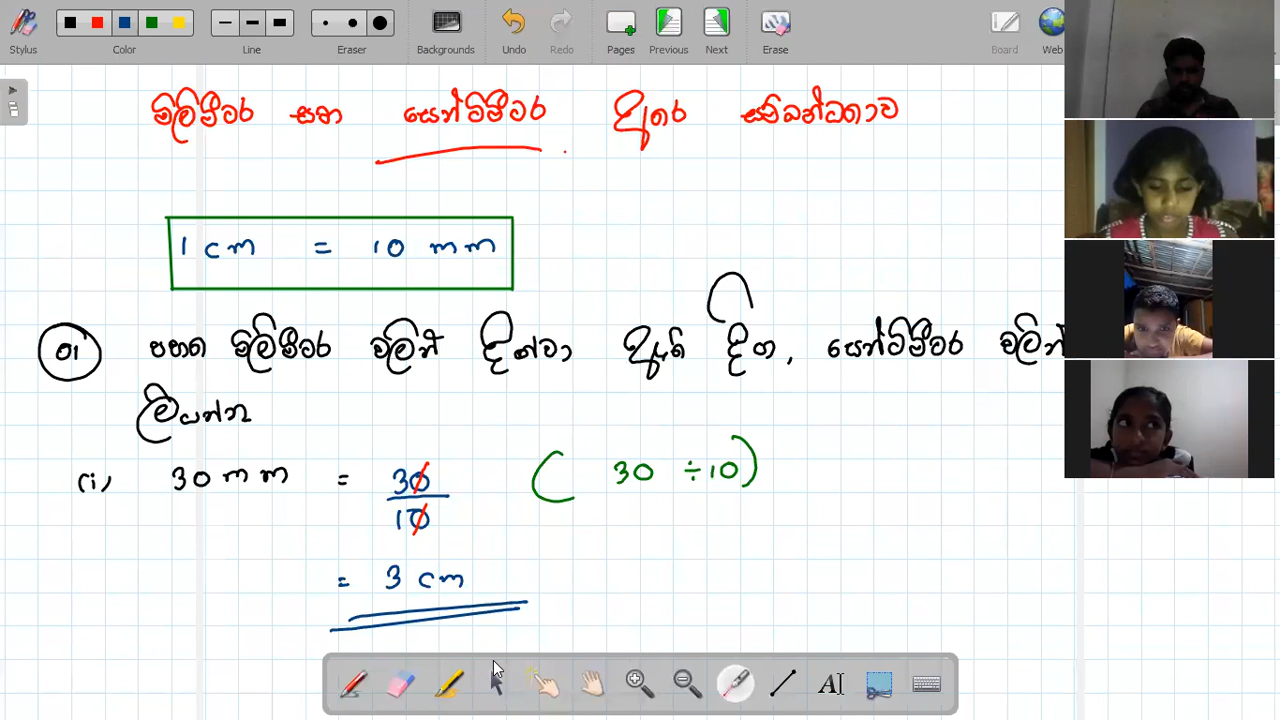 Stylus Color Line Eraser Backgrounds Undo Redo Pages Previous Next Erase Board Web
මිලිමීටර සහ සෙන්ටිමීටර අතර සම්බන්ධතාව
1 cm = 10 mm
01 පහත මිලිමීටර වලින් දක්වා ඇති දිග, සෙන්ටිමීටර වලින්
ලියන්න
(i) 30 mm = 30/10 (30 ÷ 10)
= 3 cm